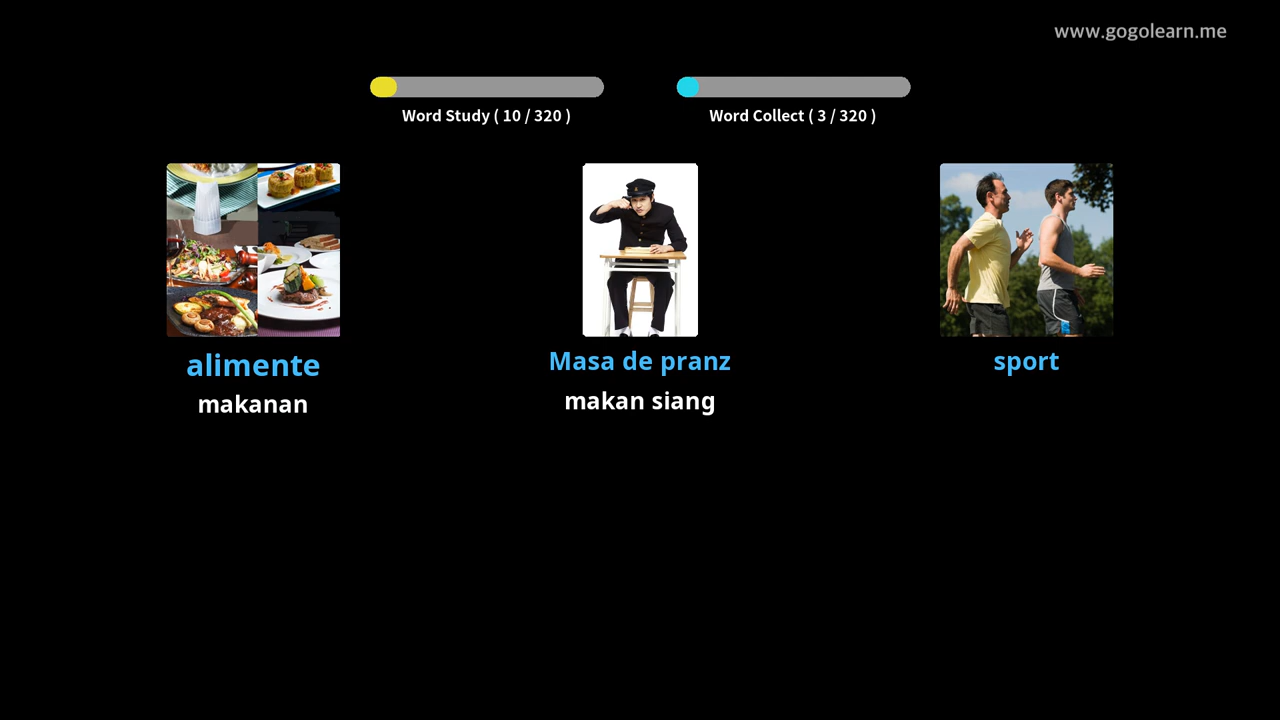 www.gogolearn.me
Word Study ( 10 / 320 )
Word Collect ( 3 / 320 )
alimente
makanan
Masa de pranz
makan siang
sport